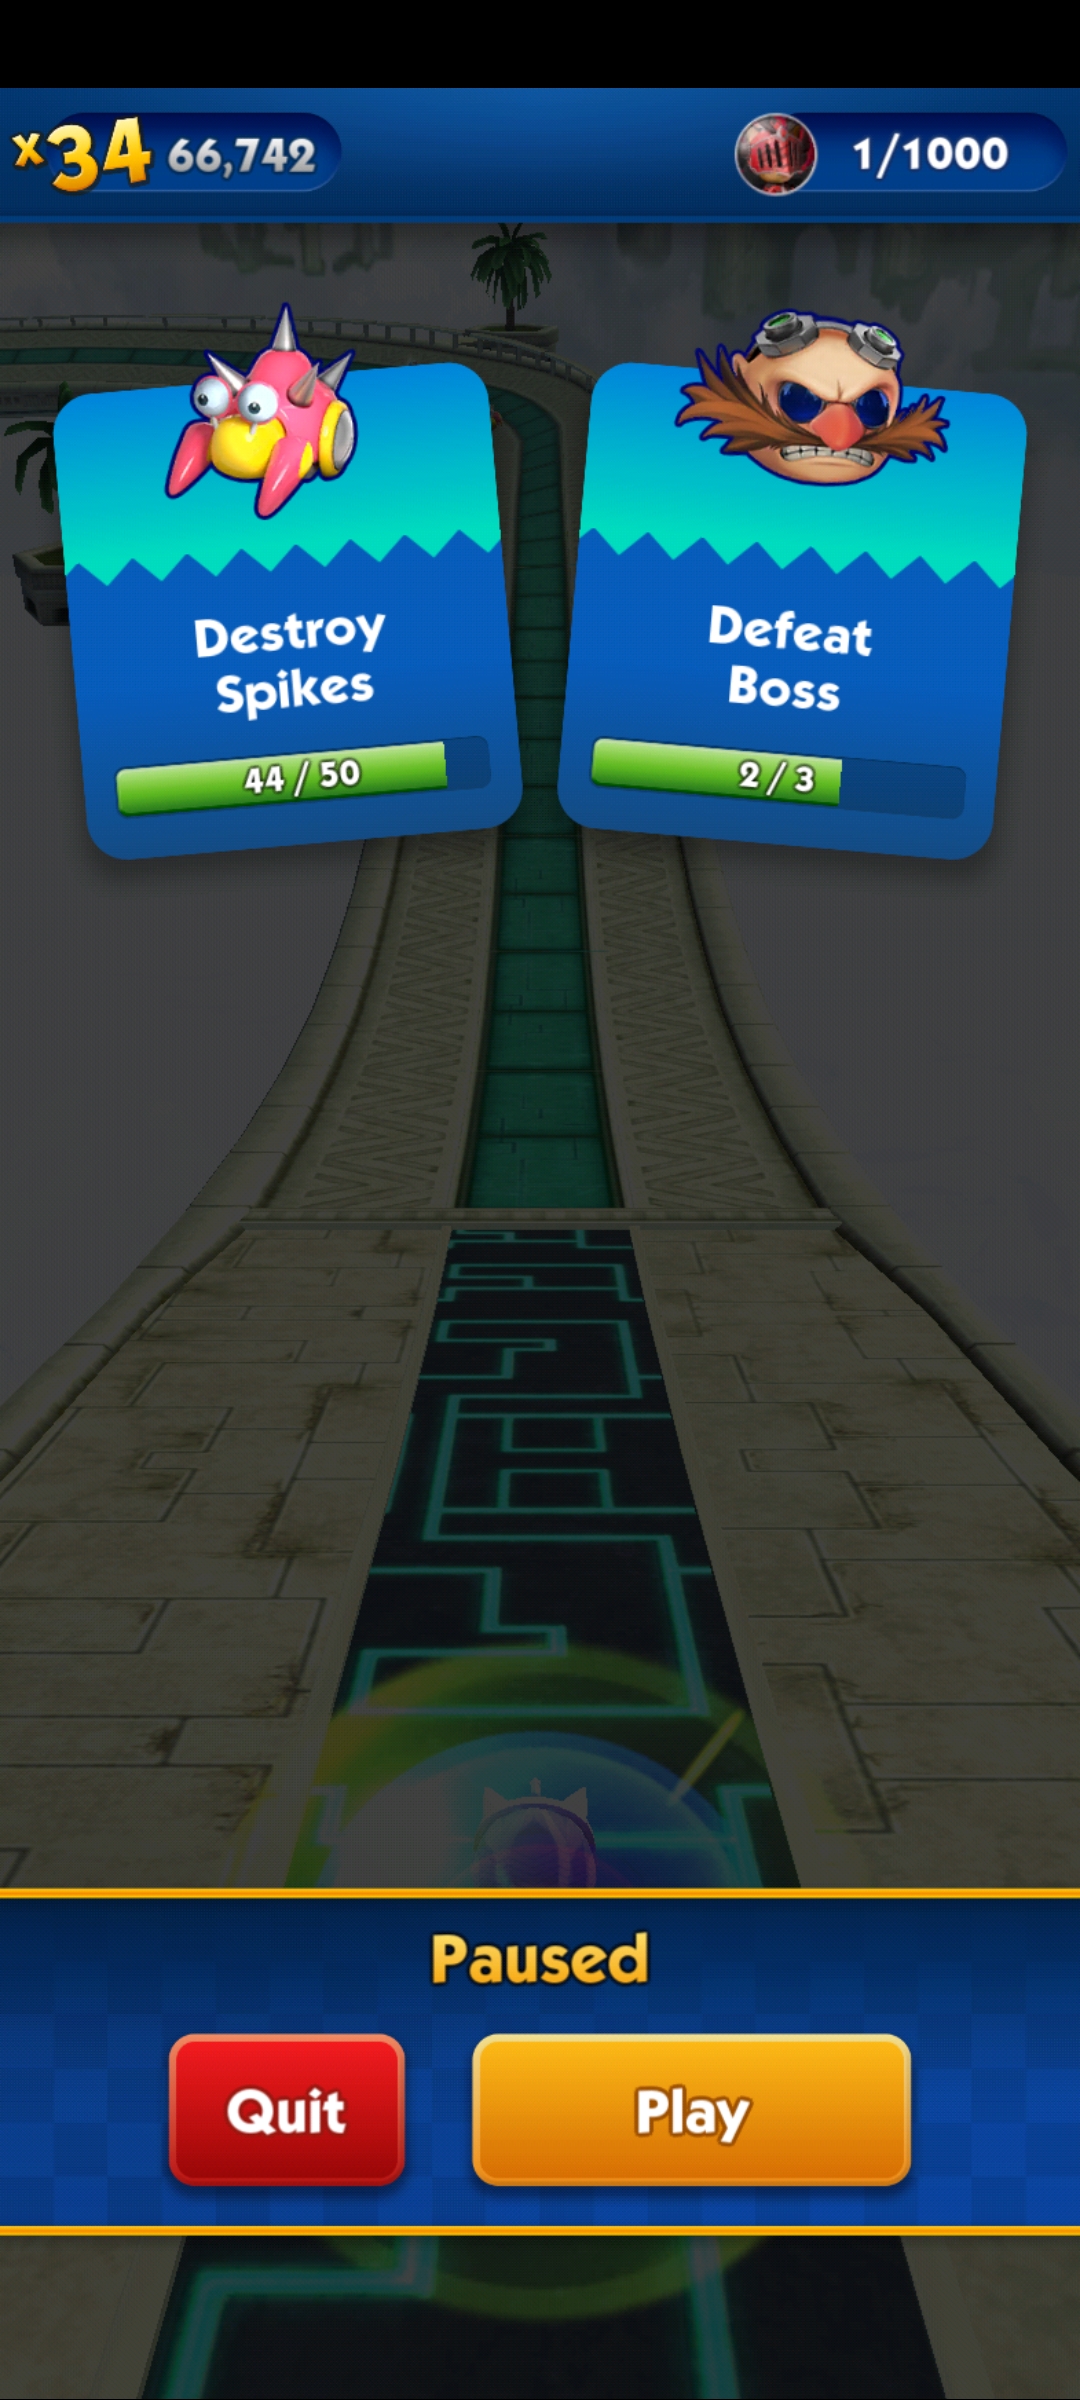 x34 66,742
1/1000
Destroy
Spikes
44 / 50
Defeat
Boss
2 / 3
Paused
Quit
Play